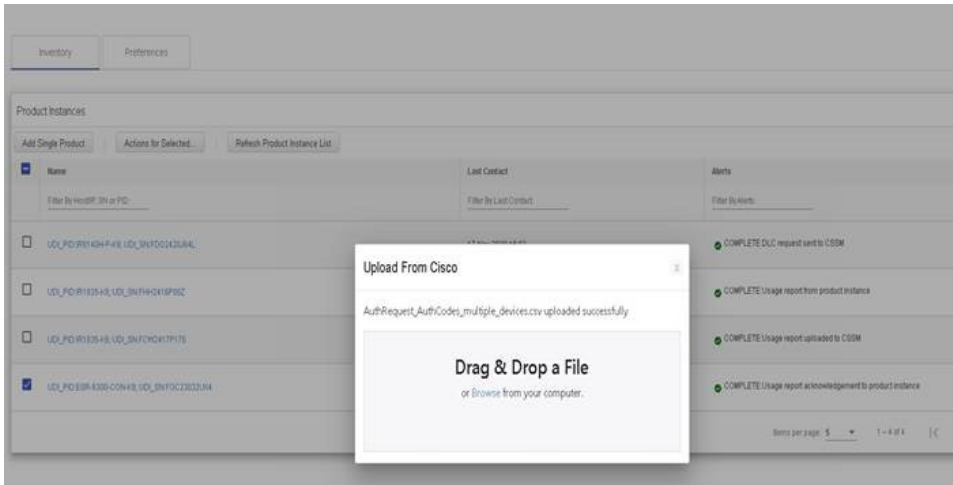 Inventory Preferences
Product Instances
Add Single Product Actions for Selected... Refresh Product Instance List
Name Last Contact Alerts
Filter By HostIP, SN or PID Filter By Last Contact Filter By Alerts
COMPLETE:DLC request sent to CSSM
COMPLETE:Usage report from product instance
COMPLETE:Usage report uploaded to CSSM
COMPLETE:Usage report acknowledgement to product instance
Upload From Cisco x
AuthRequest_AuthCodes_multiple_devices.csv uploaded successfully
Drag & Drop a File
or Browse from your computer.
Items per page: 5 1 – 4 of 4